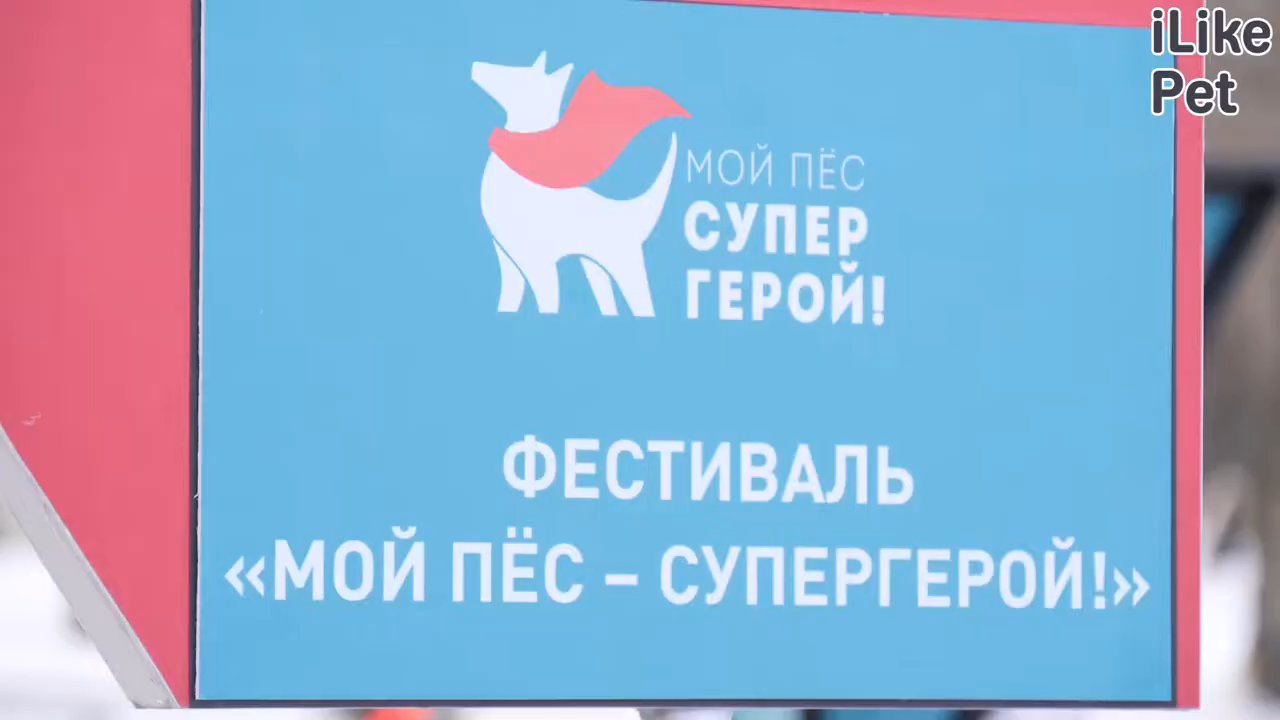 iLike
Pet
МОЙ ПЁС
СУПЕР
ГЕРОЙ!
ФЕСТИВАЛЬ
«МОЙ ПЁС – СУПЕРГЕРОЙ!»